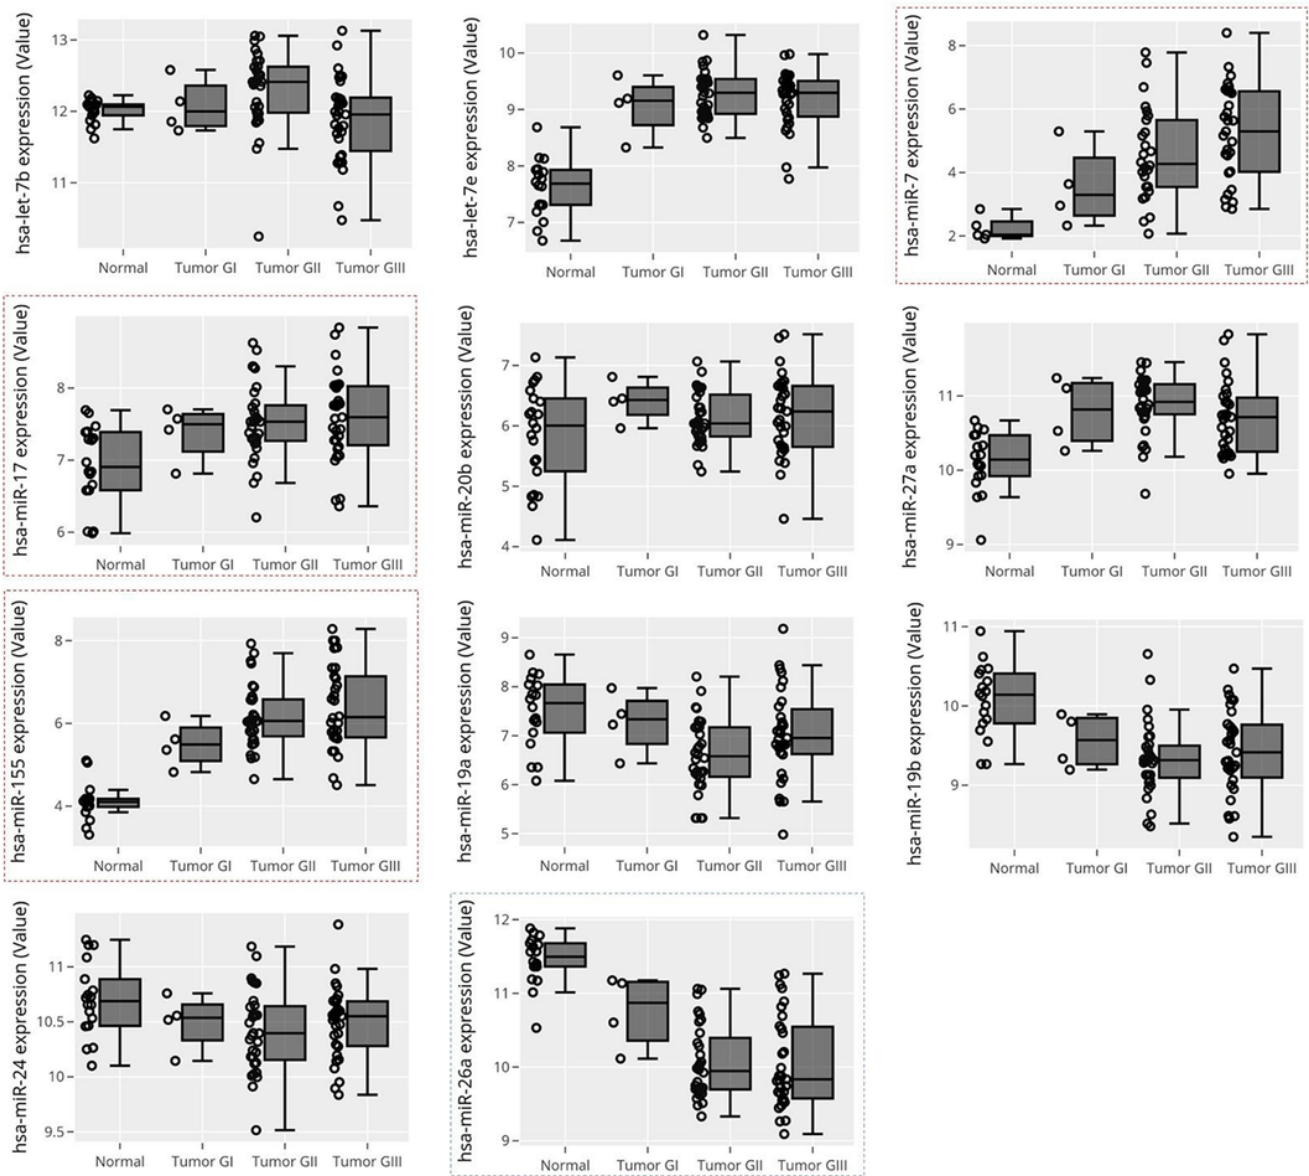 hsa-let-7b expression (Value)
13
12
11
Normal Tumor GI Tumor GII Tumor GIII
hsa-let-7e expression (Value)
10
9
8
7
Normal Tumor GI Tumor GII Tumor GIII
hsa-miR-7 expression (Value)
8
6
4
2
Normal Tumor GI Tumor GII Tumor GIII
hsa-miR-17 expression (Value)
8
7
6
Normal Tumor GI Tumor GII Tumor GIII
hsa-miR-20b expression (Value)
7
6
5
4
Normal Tumor GI Tumor GII Tumor GIII
hsa-miR-27a expression (Value)
11
10
9
Normal Tumor GI Tumor GII Tumor GIII
hsa-miR-155 expression (Value)
8
6
4
Normal Tumor GI Tumor GII Tumor GIII
hsa-miR-19a expression (Value)
9
8
7
6
5
Normal Tumor GI Tumor GII Tumor GIII
hsa-miR-19b expression (Value)
11
10
9
Normal Tumor GI Tumor GII Tumor GIII
hsa-miR-24 expression (Value)
11
10.5
10
9.5
Normal Tumor GI Tumor GII Tumor GIII
hsa-miR-26a expression (Value)
12
11
10
9
Normal Tumor GI Tumor GII Tumor GIII